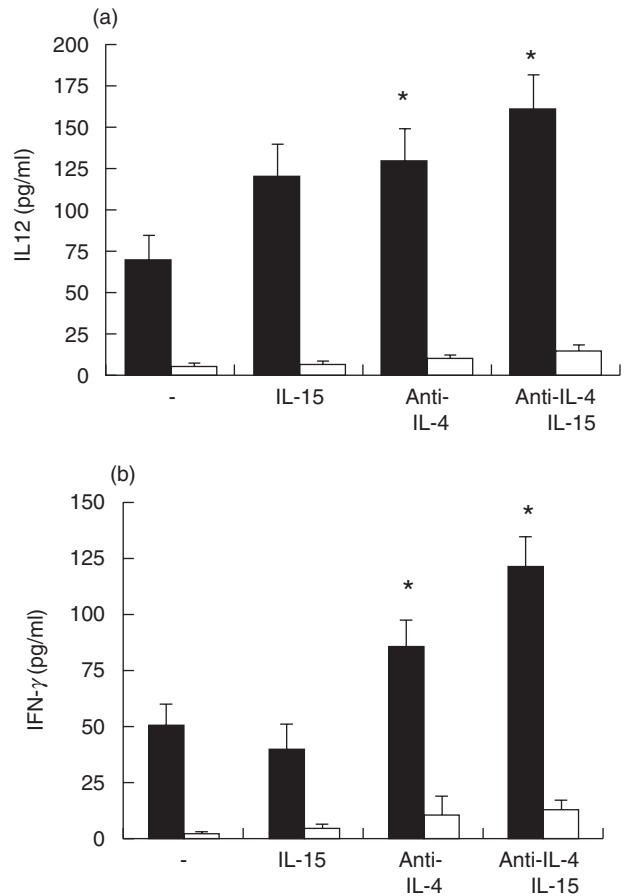 (a)
200
175
150
125
100
75
50
25
0
IL12 (pg/ml)
* *
- IL-15 Anti- Anti-IL-4
IL-4 IL-15
(b)
150
125
100
75
50
25
0
IFN-γ (pg/ml)
* *
- IL-15 Anti- Anti-IL-4
IL-4 IL-15